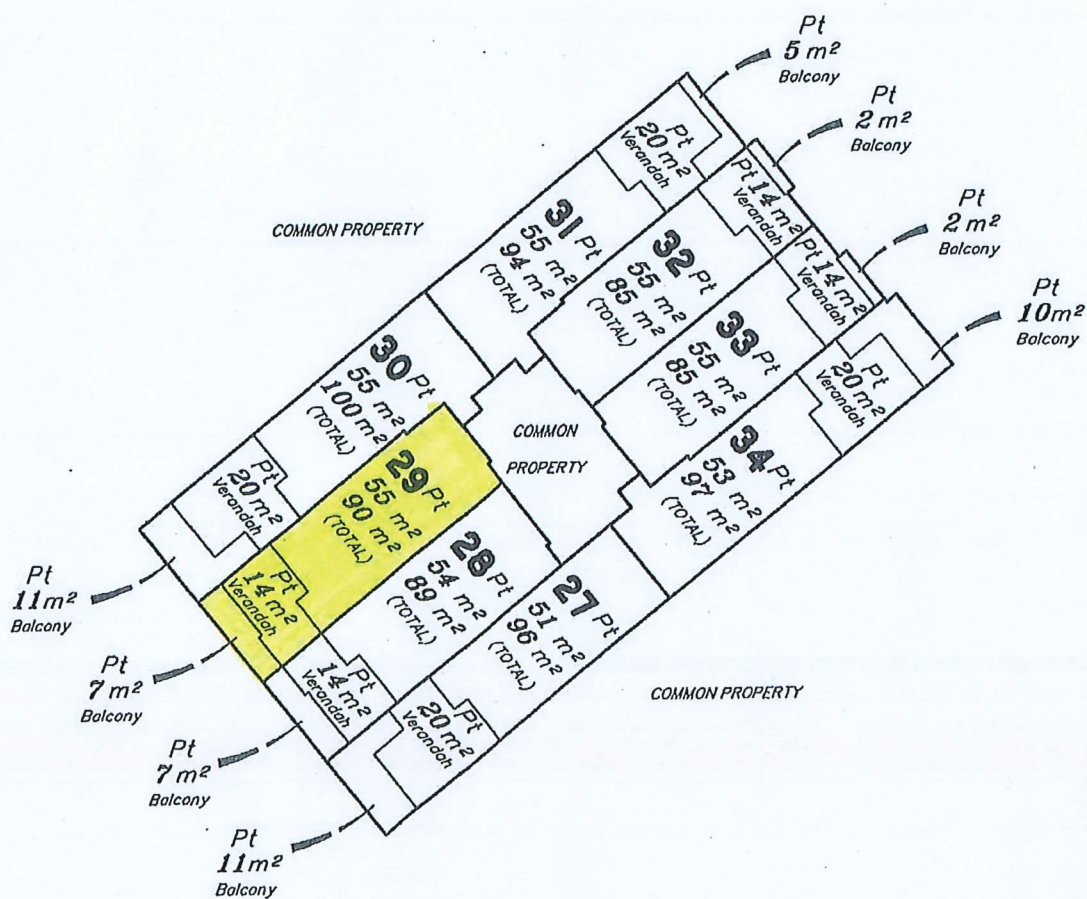 Pt
5 m²
Balcony
Pt
2 m²
Balcony
Pt
2 m²
Balcony
Pt
10 m²
Balcony
COMMON PROPERTY
31 Pt
55 m²
94 m²
(TOTAL)
Pt
20 m²
Verandah
32 Pt
55 m²
85 m²
(TOTAL)
Pt 14 m²
Verandah
33 Pt
55 m²
85 m²
(TOTAL)
Pt 14 m²
Verandah
34 Pt
53 m²
97 m²
(TOTAL)
Pt
20 m²
Verandah
30 Pt
55 m²
100 m²
(TOTAL)
Pt
20 m²
Verandah
COMMON
PROPERTY
29 Pt
55 m²
90 m²
(TOTAL)
Pt
14 m²
Verandah
28 Pt
54 m²
89 m²
(TOTAL)
Pt
14 m²
Verandah
27 Pt
51 m²
96 m²
(TOTAL)
Pt
20 m²
Verandah
COMMON PROPERTY
Pt
11 m²
Balcony
Pt
7 m²
Balcony
Pt
7 m²
Balcony
Pt
11 m²
Balcony